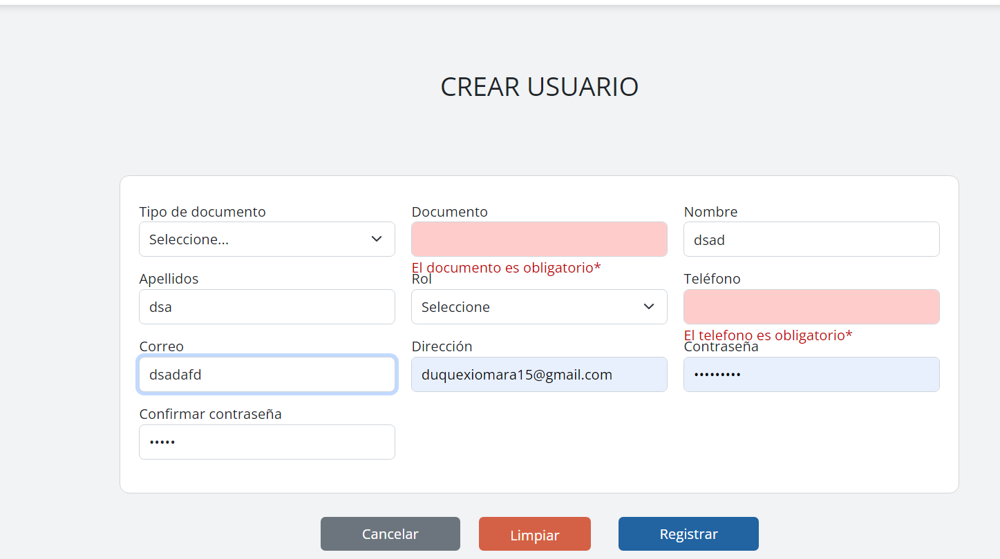 CREAR USUARIO
Tipo de documento
Documento
Nombre
Seleccione...
dsad
El documento es obligatorio*
Apellidos
Rol
Teléfono
dsa
Seleccione
El telefono es obligatorio*
Correo
Dirección
Contraseña
dsadafd
duquexiomara15@gmail.com
•••••••••
Confirmar contraseña
•••••
Cancelar
Limpiar
Registrar